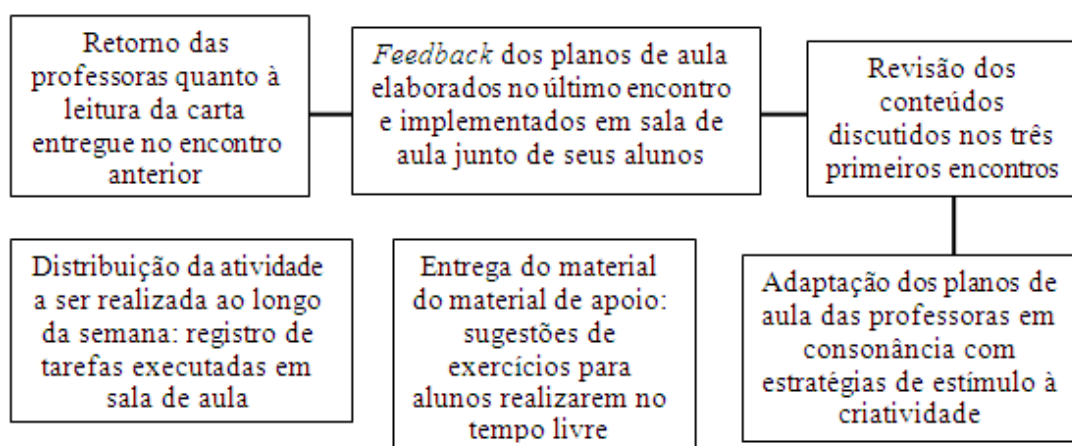 Retorno das
professoras quanto à
leitura da carta
entregue no encontro
anterior
Feedback dos planos de aula
elaborados no último encontro
e implementados em sala de
aula junto de seus alunos
Revisão dos
conteúdos
discutidos nos três
primeiros encontros
Distribuição da atividade
a ser realizada ao longo
da semana: registro de
tarefas executadas em
sala de aula
Entrega do material
do material de apoio:
sugestões de
exercícios para
alunos realizarem no
tempo livre
Adaptação dos planos de
aula das professoras em
consonância com
estratégias de estímulo à
criatividade